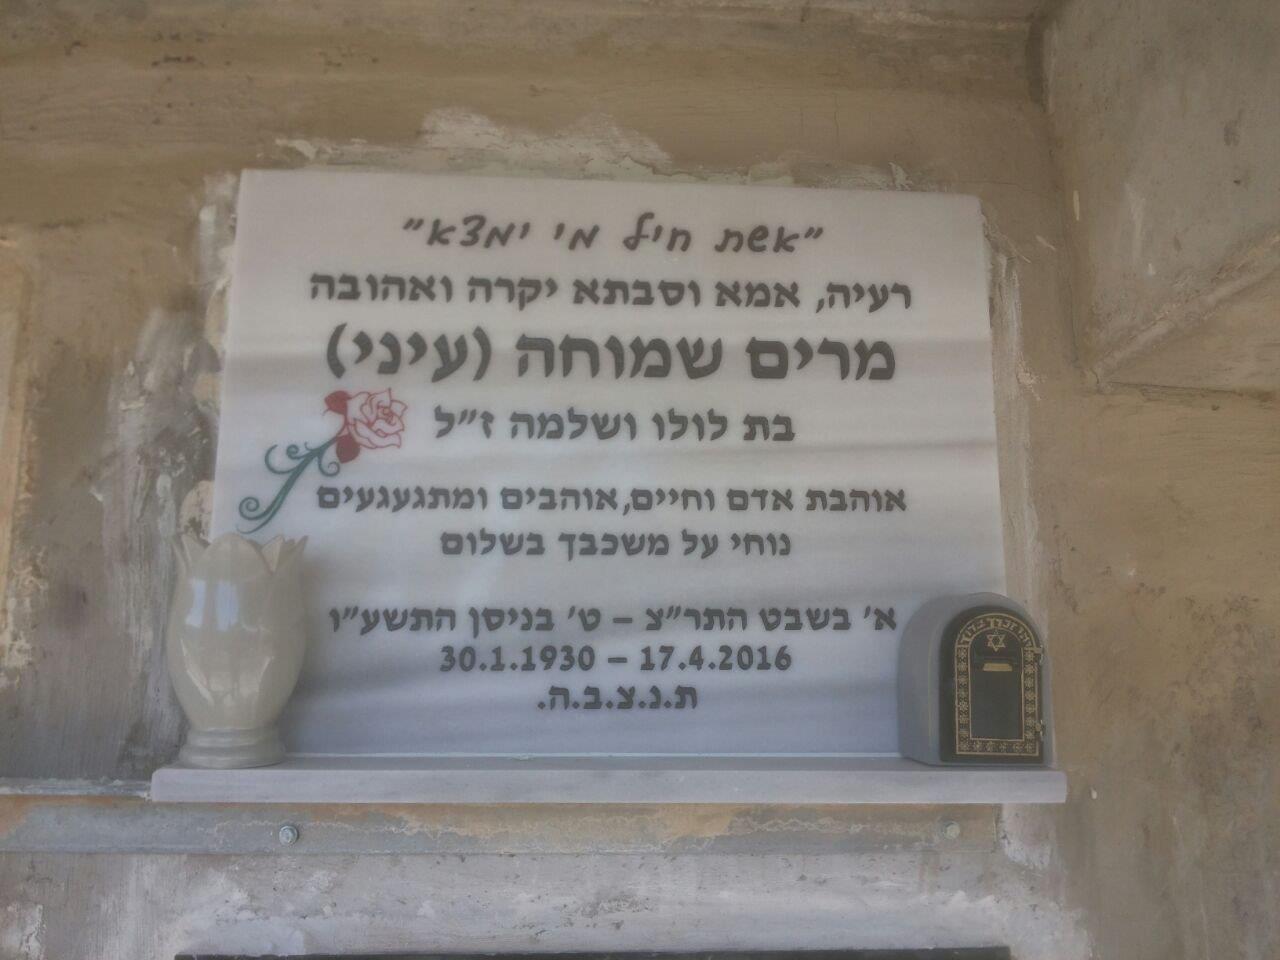 "אשת חיל מי ימצא"
רעיה, אמא וסבתא יקרה ואהובה
מרים שמוחה (עיני)
בת לולו ושלמה ז"ל
אוהבת אדם וחיים,אוהבים ומתגעגעים
נוחי על משכבך בשלום
א' בשבט התר"צ – ט' בניסן התשע"ו
30.1.1930 – 17.4.2016
ת.נ.צ.ב.ה.